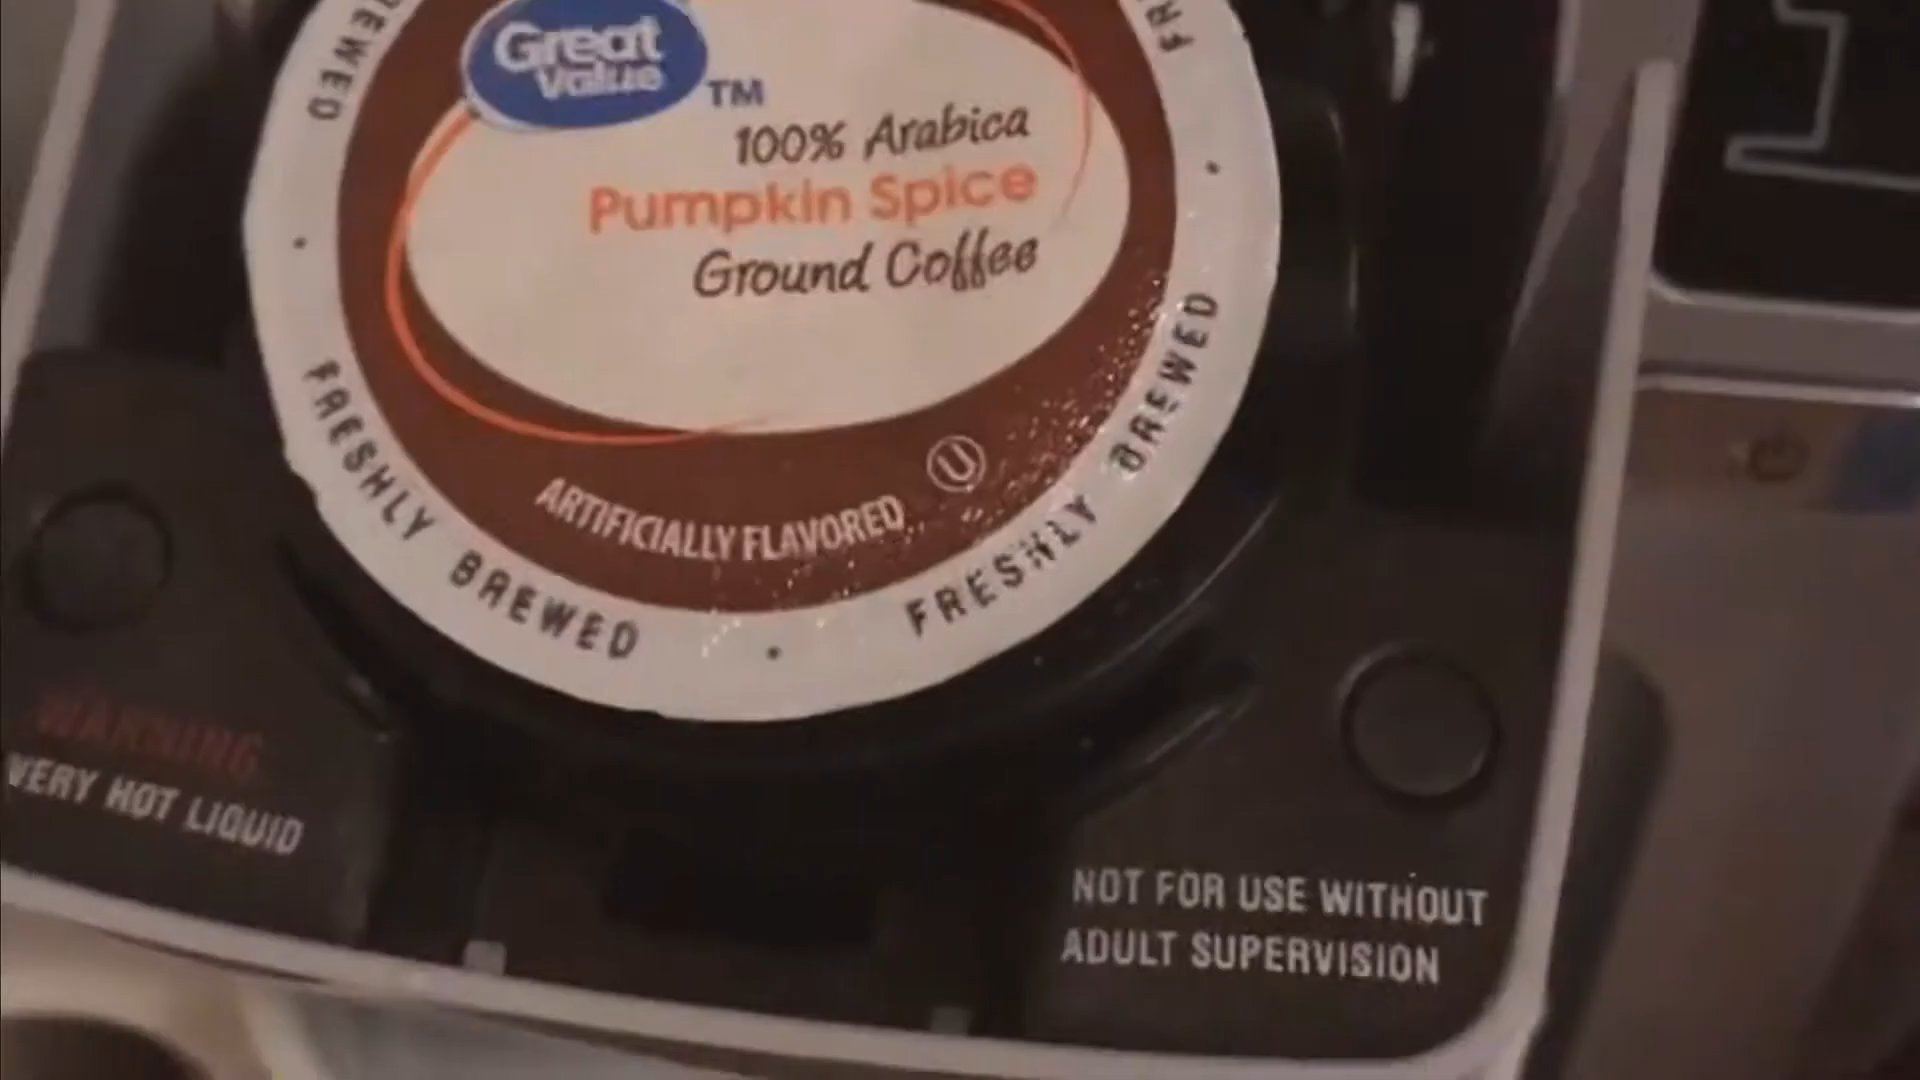 Great
Value
TM
100% Arabica
Pumpkin Spice
Ground Coffee
ARTIFICIALLY FLAVORED
U
FRESHLY BREWED
FRESHLY BREWED
WARNING
VERY HOT LIQUID
NOT FOR USE WITHOUT
ADULT SUPERVISION